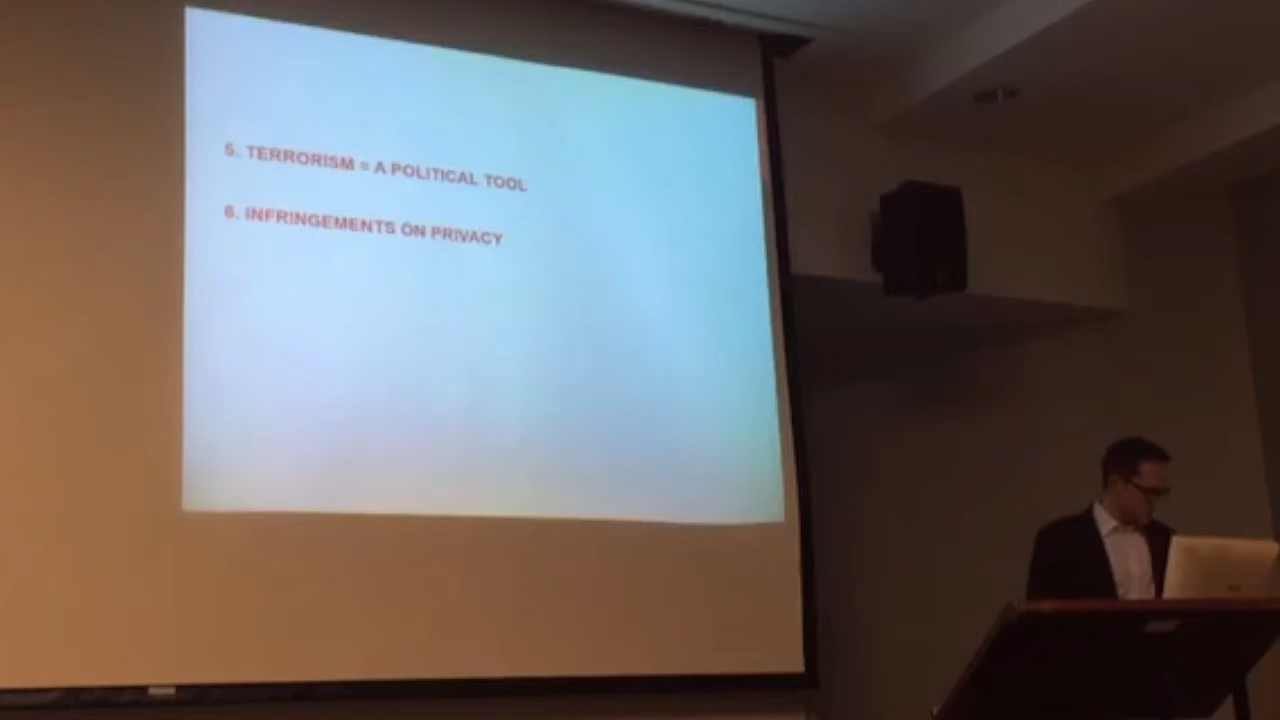 5. TERRORISM = A POLITICAL TOOL
6. INFRINGEMENTS ON PRIVACY